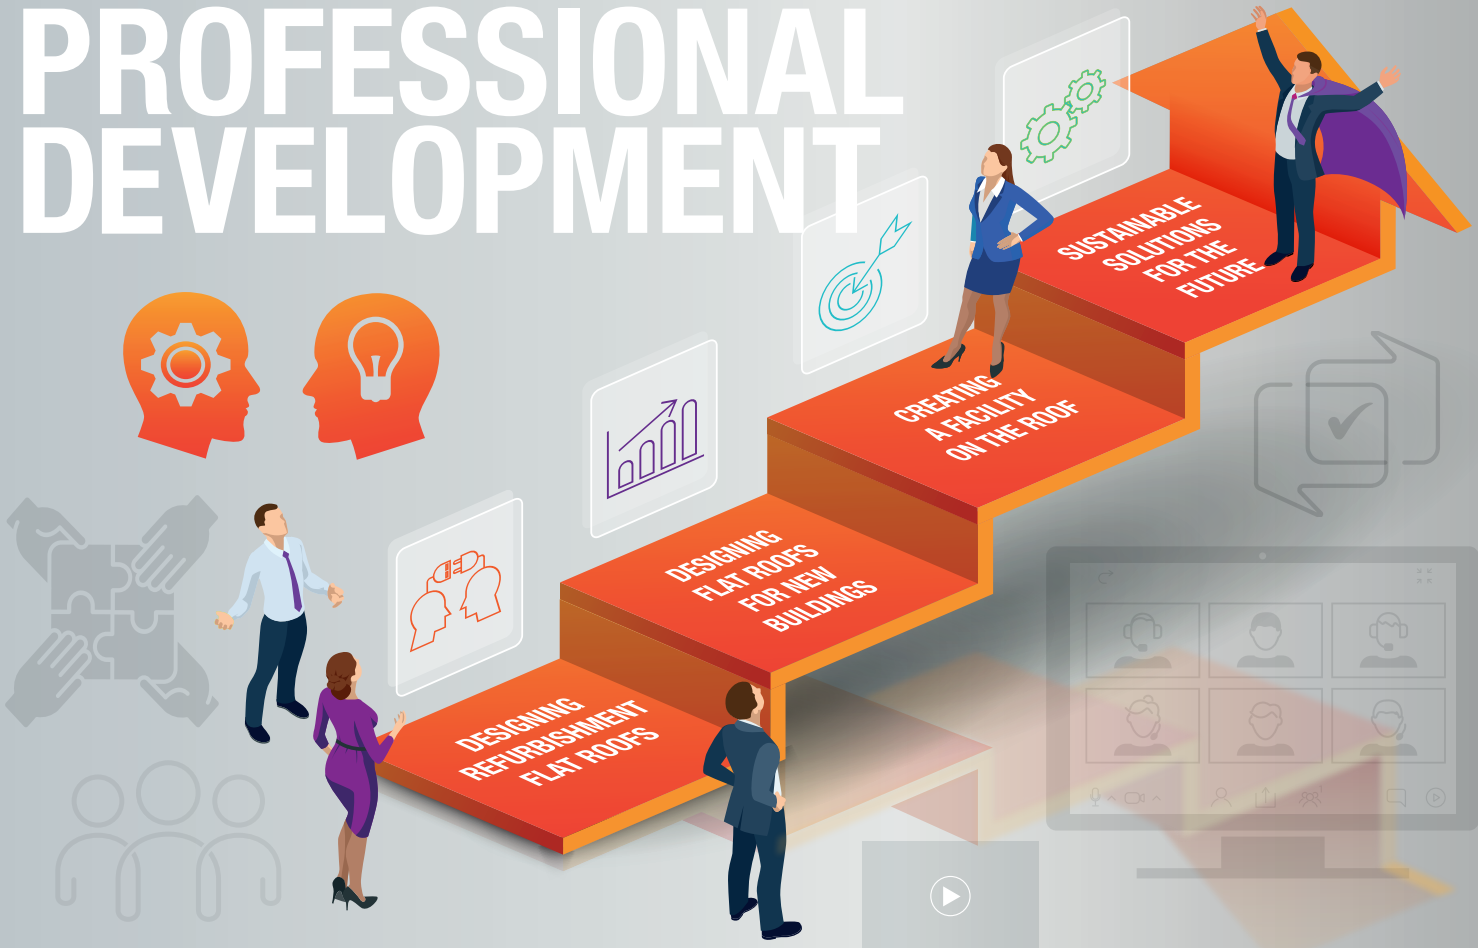 PROFESSIONAL
DEVELOPMENT
SUSTAINABLE
SOLUTIONS
FOR THE
FUTURE
CREATING
A FACILITY
ON THE ROOF
DESIGNING
FLAT ROOFS
FOR NEW
BUILDINGS
DESIGNING
REFURBISHMENT
FLAT ROOFS